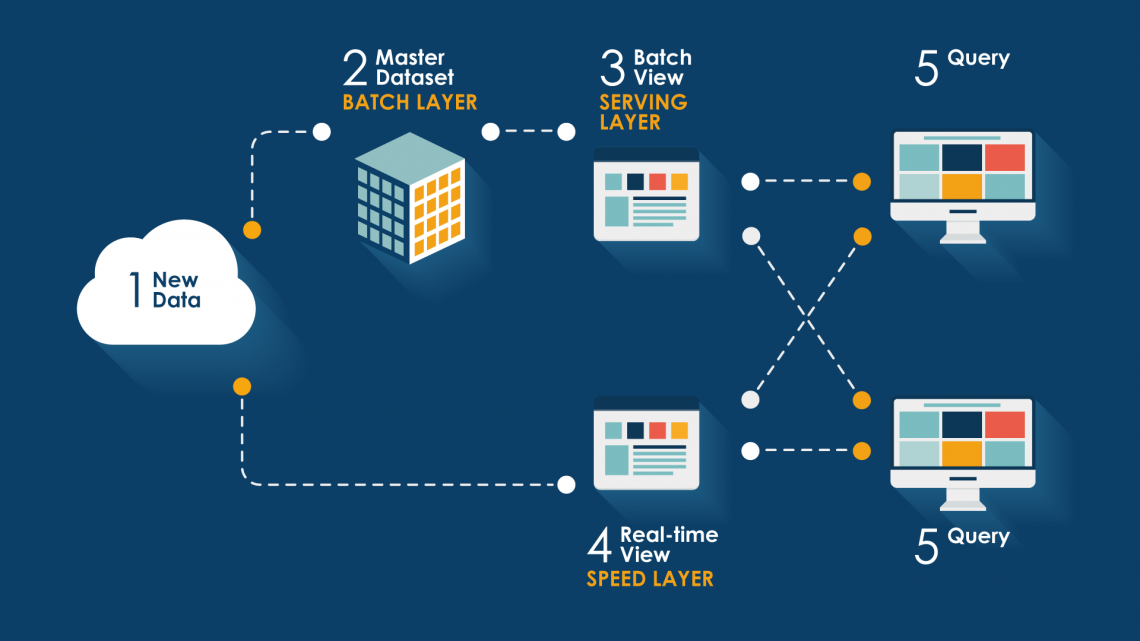 1 New
Data
2 Master
Dataset
BATCH LAYER
3 Batch
View
SERVING
LAYER
4 Real-time
View
SPEED LAYER
5 Query
5 Query